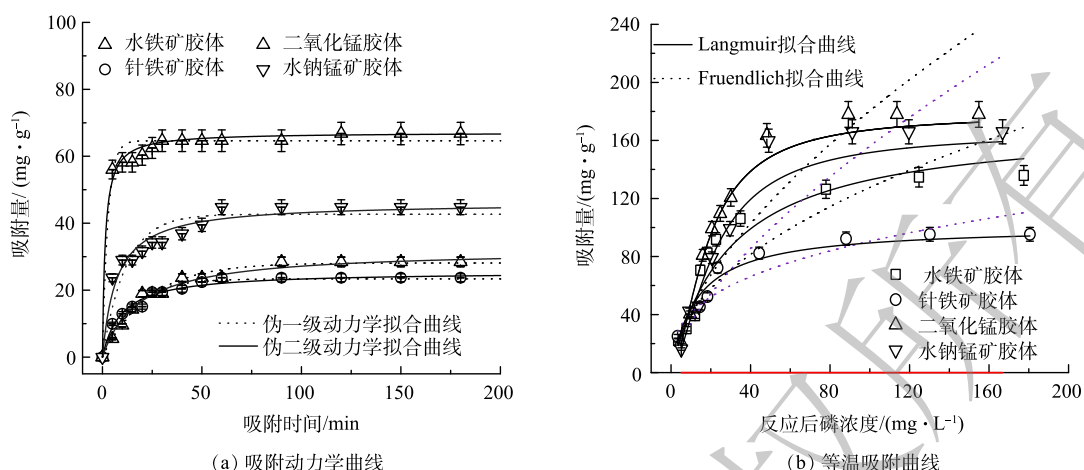 100
80
60
40
20
0
吸附量/ (mg·g⁻¹)
水铁矿胶体
二氧化锰胶体
针铁矿胶体
水钠锰矿胶体
伪一级动力学拟合曲线
伪二级动力学拟合曲线
0 50 100 150 200
吸附时间/min
(a) 吸附动力学曲线
240
200
160
120
80
40
0
吸附量/(mg·g⁻¹)
Langmuir拟合曲线
Fruendlich拟合曲线
水铁矿胶体
针铁矿胶体
二氧化锰胶体
水钠锰矿胶体
0 40 80 120 160 200
反应后磷浓度/(mg·L⁻¹)
(b) 等温吸附曲线